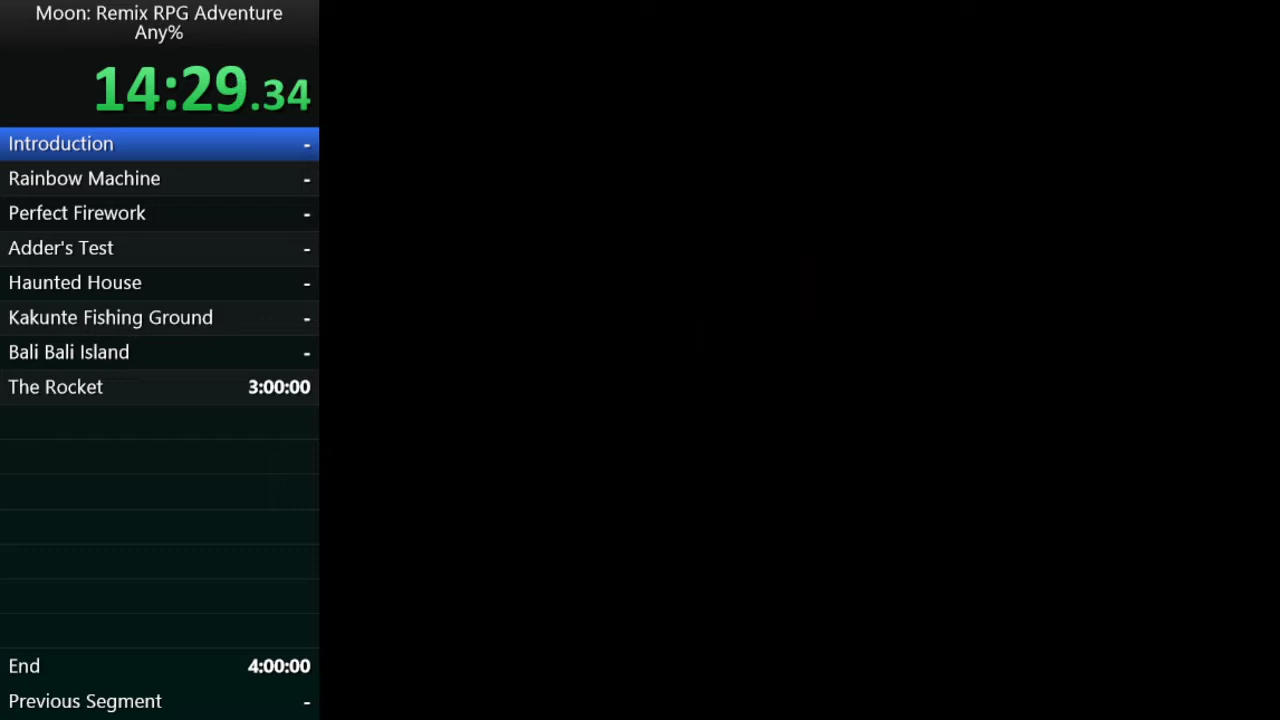 Moon: Remix RPG Adventure
Any%
14:29.34
Introduction -
Rainbow Machine -
Perfect Firework -
Adder's Test -
Haunted House -
Kakunte Fishing Ground -
Bali Bali Island -
The Rocket 3:00:00
End 4:00:00
Previous Segment -